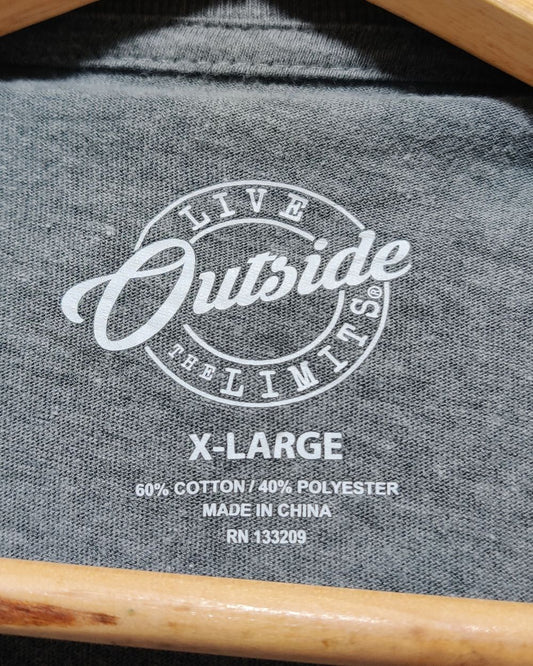 LIVE
Outside
THE LIMITS®
X-LARGE
60% COTTON / 40% POLYESTER
MADE IN CHINA
RN 133209